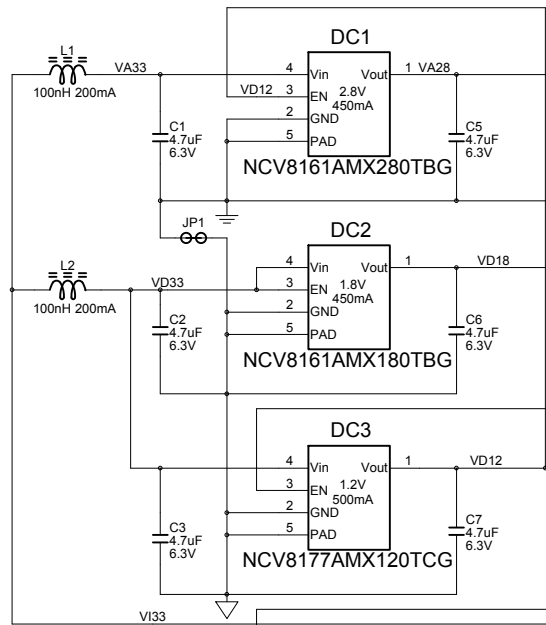 DC1
L1
VA33
4 Vin Vout 1 VA28
100nH 200mA
VD12 3 EN 2.8V
450mA
2 GND
C1
4.7uF
6.3V
5 PAD
C5
4.7uF
6.3V
NCV8161AMX280TBG
JP1
DC2
L2
4 Vin Vout 1 VD18
VD33
3 EN 1.8V
450mA
100nH 200mA
2 GND
C2
4.7uF
6.3V
5 PAD
C6
4.7uF
6.3V
NCV8161AMX180TBG
DC3
4 Vin Vout 1 VD12
3 EN 1.2V
500mA
2 GND
C3
4.7uF
6.3V
5 PAD
C7
4.7uF
6.3V
NCV8177AMX120TCG
VI33